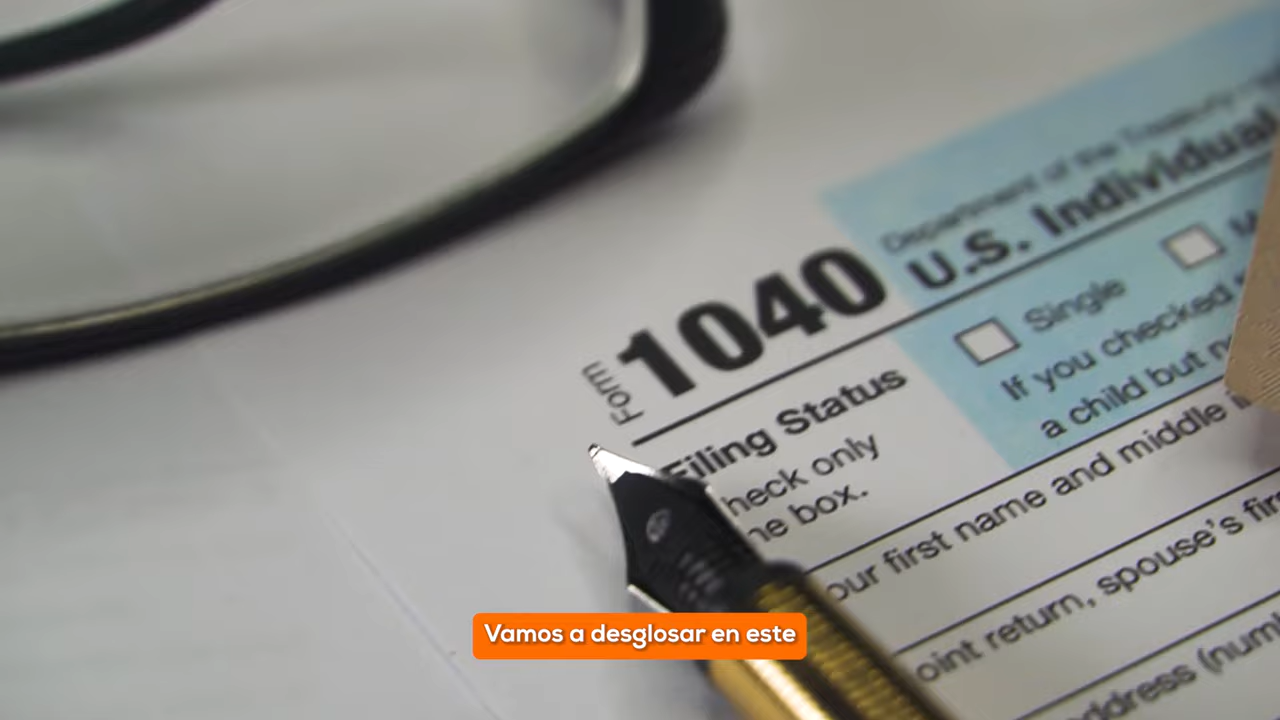 Department of the Treasury
U.S. Individual
Form 1040
Single
If you checked
a child but
Filing Status
heck only
ne box.
our first name and middle
oint return, spouse's
ddress
Vamos a desglosar en este